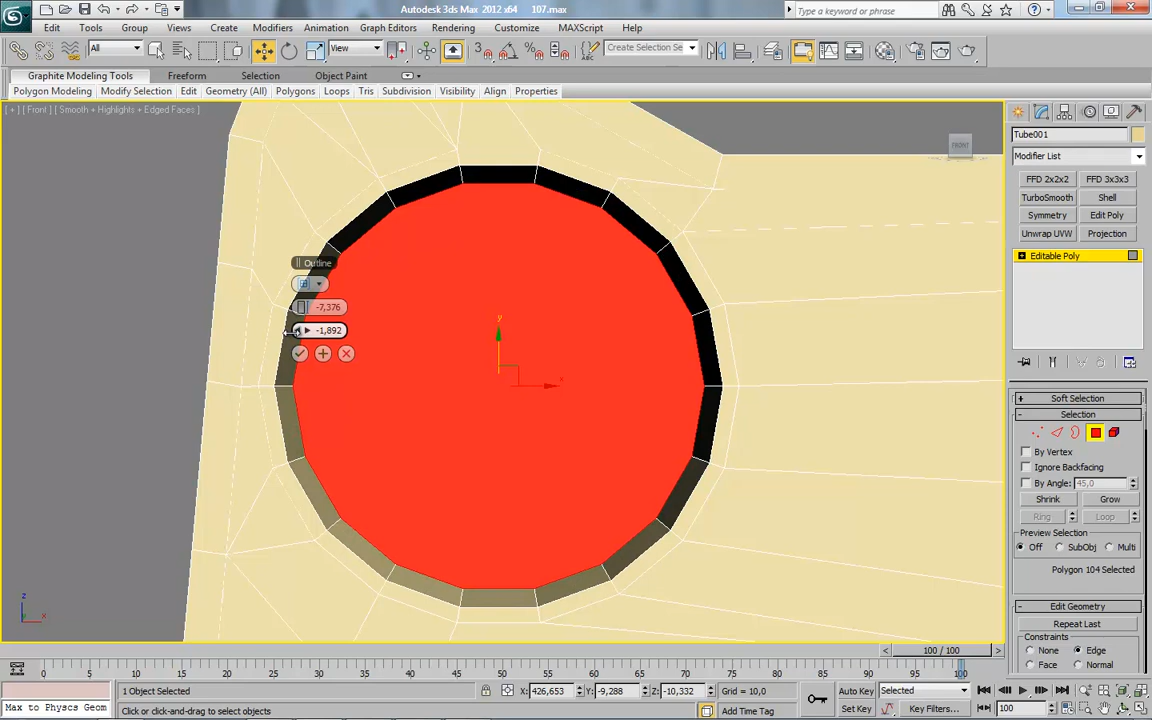 Autodesk 3ds Max 2012 x64 107.max
Type a keyword or phrase
Edit Tools Group Views Create Modifiers Animation Graph Editors Rendering Customize MAXScript Help
All View Create Selection Se
Graphite Modeling Tools Freeform Selection Object Paint
Polygon Modeling Modify Selection Edit Geometry (All) Polygons Loops Tris Subdivision Visibility Align Properties
[ + ] [ Front ] [ Smooth + Highlights + Edged Faces ]
FRONT
Tube001
Modifier List
FFD 2x2x2 FFD 3x3x3
TurboSmooth Shell
Symmetry Edit Poly
Unwrap UVW Projection
Editable Poly
Outline
-7,376
-1,892
y
x
z
x
Soft Selection
Selection
By Vertex
Ignore Backfacing
By Angle: 45,0
Shrink Grow
Ring Loop
Preview Selection
Off SubObj Multi
Polygon 104 Selected
Edit Geometry
Repeat Last
Constraints
None Edge
Face Normal
100 / 100
0 5 10 15 20 25 30 35 40 45 50 55 60 65 70 75 80 85 90 95 100
1 Object Selected X: 426,653 Y: -9,288 Z: -10,332 Grid = 10,0 Auto Key Selected
Max to Physcs Geom Click or click-and-drag to select objects Add Time Tag Set Key Key Filters... 100